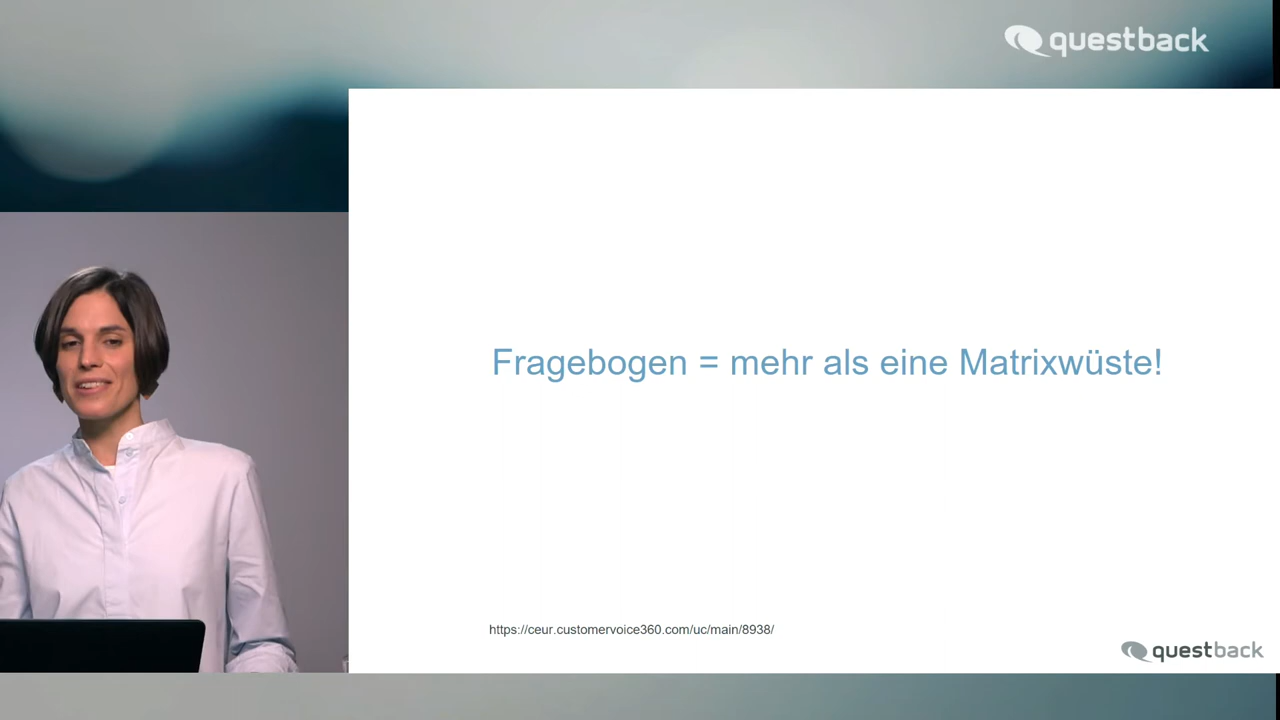 questback
Fragebogen = mehr als eine Matrixwüste!
https://ceur.customervoice360.com/uc/main/8938/
questback